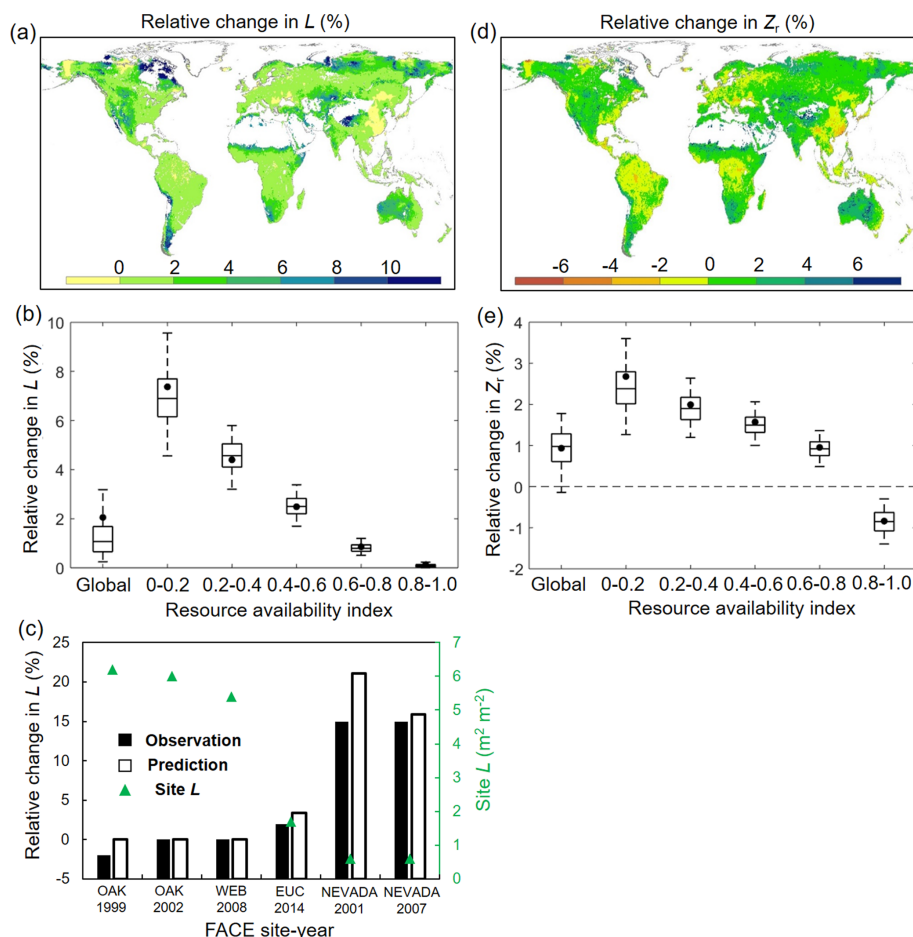 (a)
Relative change in L (%)
0 2 4 6 8 10
(d)
Relative change in Zr (%)
-6 -4 -2 0 2 4 6
(b)
Relative change in L (%)
10
8
6
4
2
0
Global 0-0.2 0.2-0.4 0.4-0.6 0.6-0.8 0.8-1.0
Resource availability index
(e)
Relative change in Zr (%)
4
3
2
1
0
-1
-2
Global 0-0.2 0.2-0.4 0.4-0.6 0.6-0.8 0.8-1.0
Resource availability index
(c)
Relative change in L (%)
25
20
15
10
5
0
-5
Observation
Prediction
Site L
7
6
5
4
3
2
1
0
Site L (m² m⁻²)
OAK OAK WEB EUC NEVADA NEVADA
1999 2002 2008 2014 2001 2007
FACE site-year